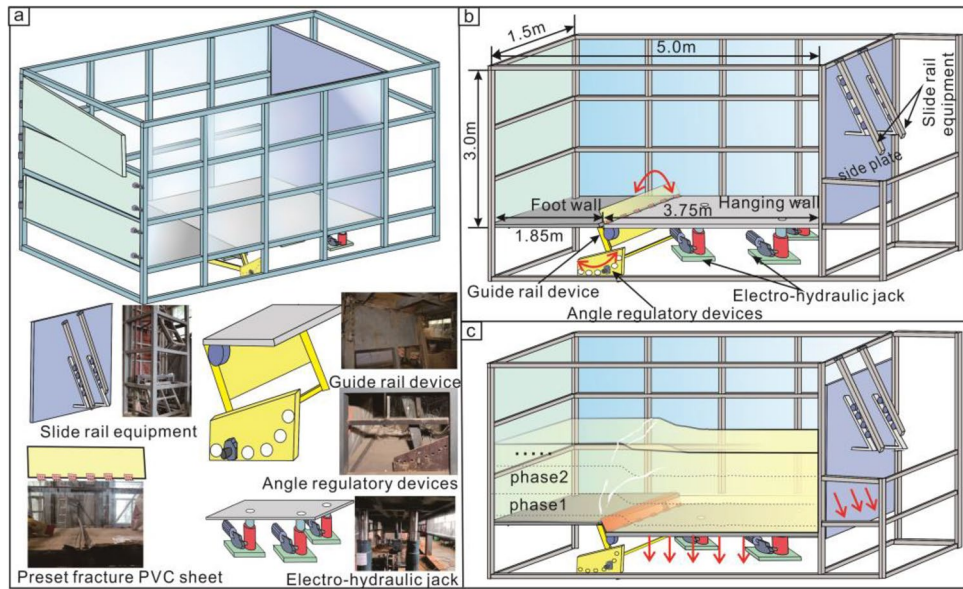 a
Slide rail equipment
Guide rail device
Angle regulatory devices
Preset fracture PVC sheet
Electro-hydraulic jack
b
1.5m
5.0m
3.0m
Slide rail
equipment
side plate
Foot wall
Hanging wall
3.75m
1.85m
Guide rail device
Electro-hydraulic jack
Angle regulatory devices
c
phase2
phase1